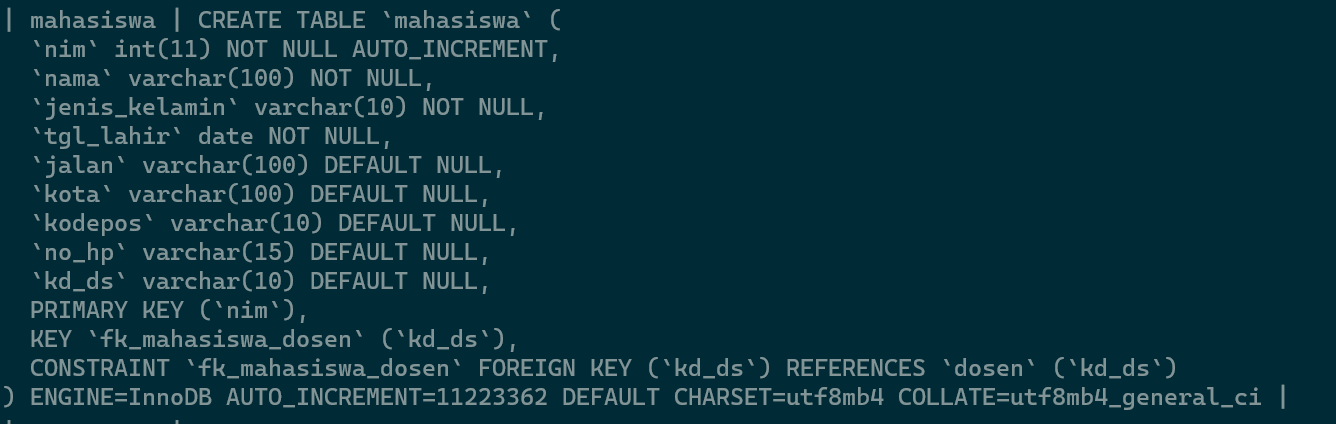 | mahasiswa | CREATE TABLE `mahasiswa` (
  `nim` int(11) NOT NULL AUTO_INCREMENT,
  `nama` varchar(100) NOT NULL,
  `jenis_kelamin` varchar(10) NOT NULL,
  `tgl_lahir` date NOT NULL,
  `jalan` varchar(100) DEFAULT NULL,
  `kota` varchar(100) DEFAULT NULL,
  `kodepos` varchar(10) DEFAULT NULL,
  `no_hp` varchar(15) DEFAULT NULL,
  `kd_ds` varchar(10) DEFAULT NULL,
  PRIMARY KEY (`nim`),
  KEY `fk_mahasiswa_dosen` (`kd_ds`),
  CONSTRAINT `fk_mahasiswa_dosen` FOREIGN KEY (`kd_ds`) REFERENCES `dosen` (`kd_ds`)
) ENGINE=InnoDB AUTO_INCREMENT=11223362 DEFAULT CHARSET=utf8mb4 COLLATE=utf8mb4_general_ci |